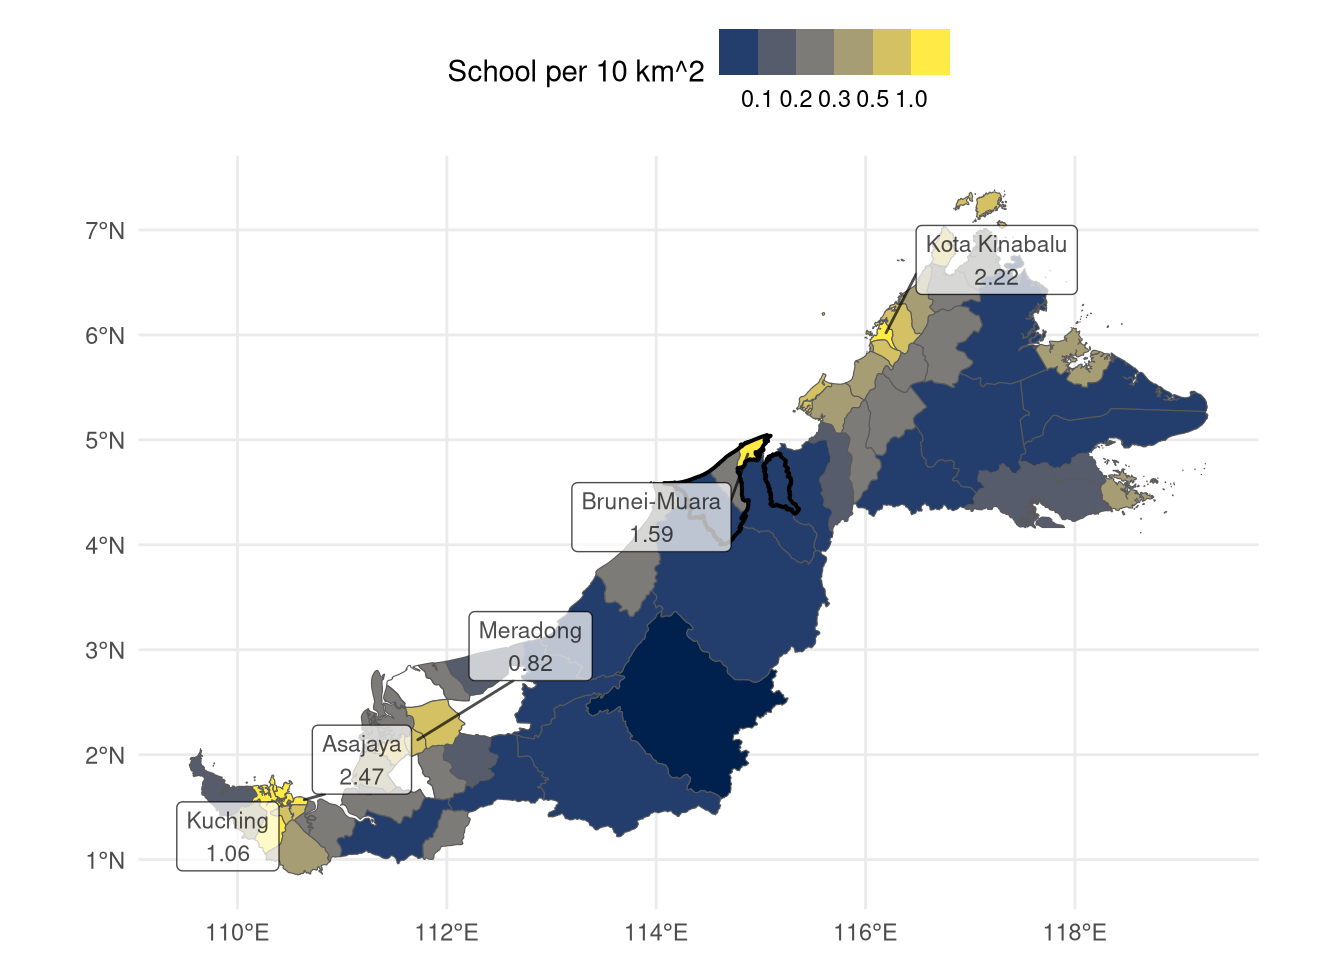 School per 10 km^2
0.1 0.2 0.3 0.5 1.0
7°N
6°N
5°N
4°N
3°N
2°N
1°N
Kota Kinabalu
2.22
Brunei-Muara
1.59
Meradong
0.82
Asajaya
2.47
Kuching
1.06
110°E 112°E 114°E 116°E 118°E